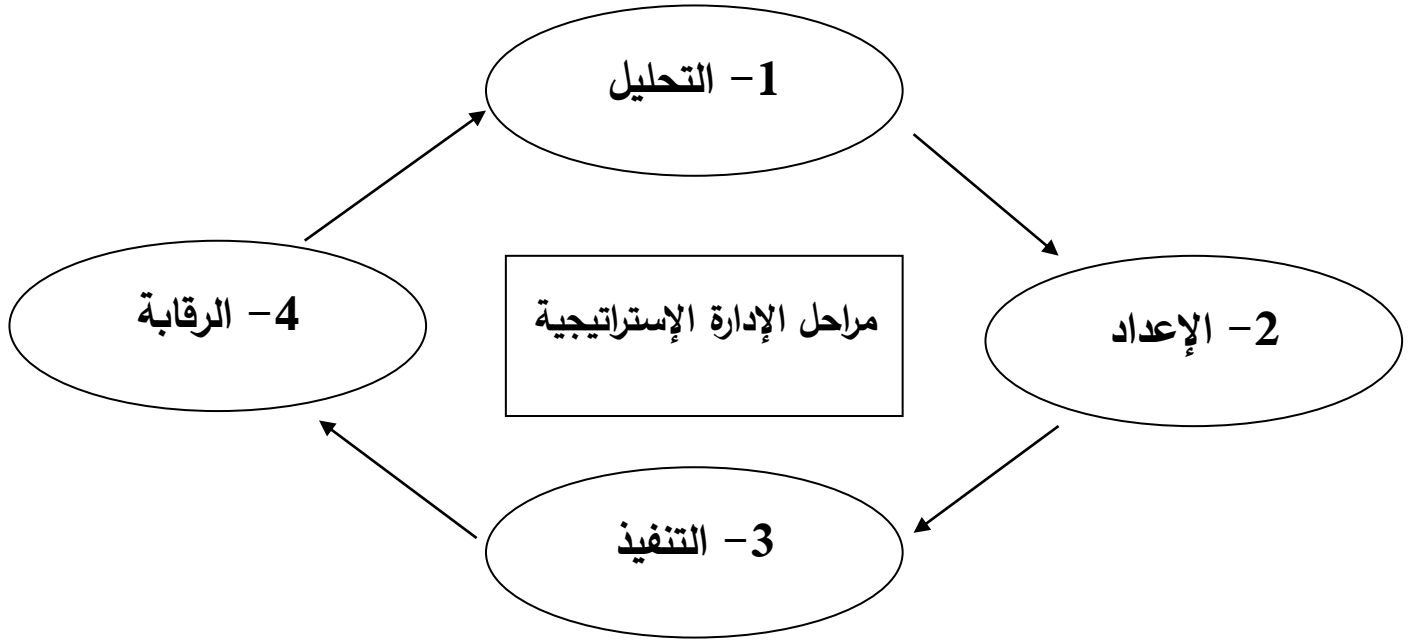 1- التحليل
2- الإعداد
مراحل الإدارة الإستراتيجية
4- الرقابة
3- التنفيذ